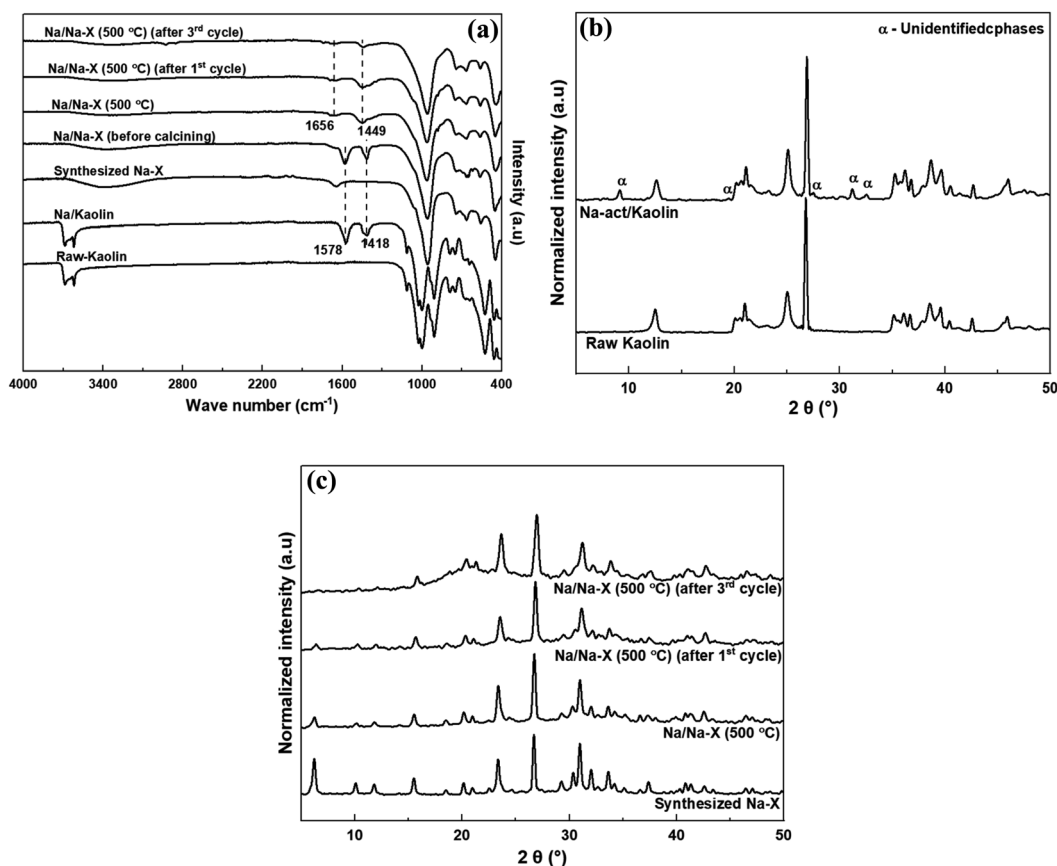 (a)
Na/Na-X (500 °C) (after 3rd cycle)
Na/Na-X (500 °C) (after 1st cycle)
Na/Na-X (500 °C)
1656 1449
Na/Na-X (before calcining)
Synthesized Na-X
Na/Kaolin
1578 1418
Raw-Kaolin
Intensity (a.u)
4000 3400 2800 2200 1600 1000 400
Wave number (cm-1)
(b)
α - Unidentifiedcphases
Normalized intensity (a.u)
α α α α α
Na-act/Kaolin
Raw Kaolin
10 20 30 40 50
2 θ (°)
(c)
Normalized intensity (a.u)
Na/Na-X (500 °C) (after 3rd cycle)
Na/Na-X (500 °C) (after 1st cycle)
Na/Na-X (500 °C)
Synthesized Na-X
10 20 30 40 50
2 θ (°)